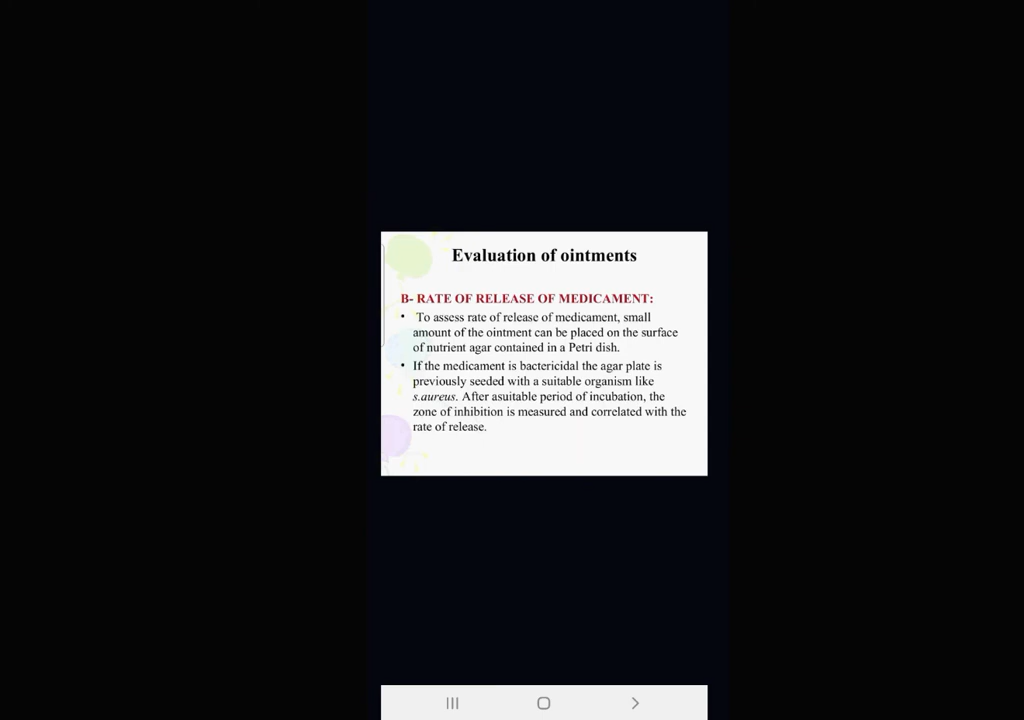 Evaluation of ointments
B- RATE OF RELEASE OF MEDICAMENT:
• To assess rate of release of medicament, small
amount of the ointment can be placed on the surface
of nutrient agar contained in a Petri dish.
• If the medicament is bactericidal the agar plate is
previously seeded with a suitable organism like
s.aureus. After asuitable period of incubation, the
zone of inhibition is measured and correlated with the
rate of release.